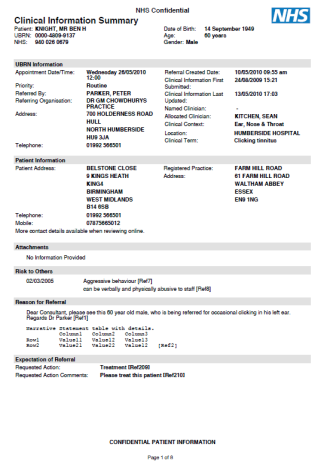 NHS Confidential
Clinical Information Summary
NHS
Patient: KNIGHT, MR BEN H
Date of Birth: 14 September 1949
UBRN: 0000-4809-9137
Age: 60 years
NHS: 940 026 0679
Gender: Male
UBRN Information
Appointment Date/Time: Wednesday 26/05/2010 12:00
Referral Created Date: 10/05/2010 09:55 am
Clinical Information First Submitted: 24/08/2009 15:21
Priority: Routine
Referred By: PARKER, PETER
Clinical Information Last Updated: 13/05/2010 17:03
Referring Organisation: DR GM CHOWDHURYS PRACTICE
Named Clinician: -
Address: 700 HOLDERNESS ROAD
HULL
NORTH HUMBERSIDE
HU9 3JA
Allocated Clinician: KITCHEN, SEAN
Clinical Context: Ear, Nose & Throat
Location: HUMBERSIDE HOSPITAL
Clinical Term: Clicking tinnitus
Telephone: 01992 566501
Patient Information
Patient Address: BELSTONE CLOSE
9 KINGS HEATH
KING4
BIRMINGHAM
WEST MIDLANDS
B14 6SB
Registered Practice: FARM HILL ROAD
Address: 61 FARM HILL ROAD
WALTHAM ABBEY
ESSEX
EN9 1NG
Telephone: 01992 566501
Mobile: 07875665012
More contact details available when reviewing online.
Attachments
No Information Provided
Risk to Others
02/03/2005 Aggressive behaviour [Ref7]
can be verbally and physically abusive to staff [Ref8]
Reason for Referral
Dear Consultant, please see this 60 year old male, who is being referred for occasional clicking in his left ear.
Regards Dr Parker [Ref1]
Narrative Statement table with details.
Column1 Column2 Column3
Row1 Value11 Value12 Value13
Row2 Value21 Value22 Value12 [Ref2]
Expectation of Referral
Requested Action: Treatment [Ref209]
Requested Action Comments: Please treat this patient [Ref210]
CONFIDENTIAL PATIENT INFORMATION
Page 1 of 9